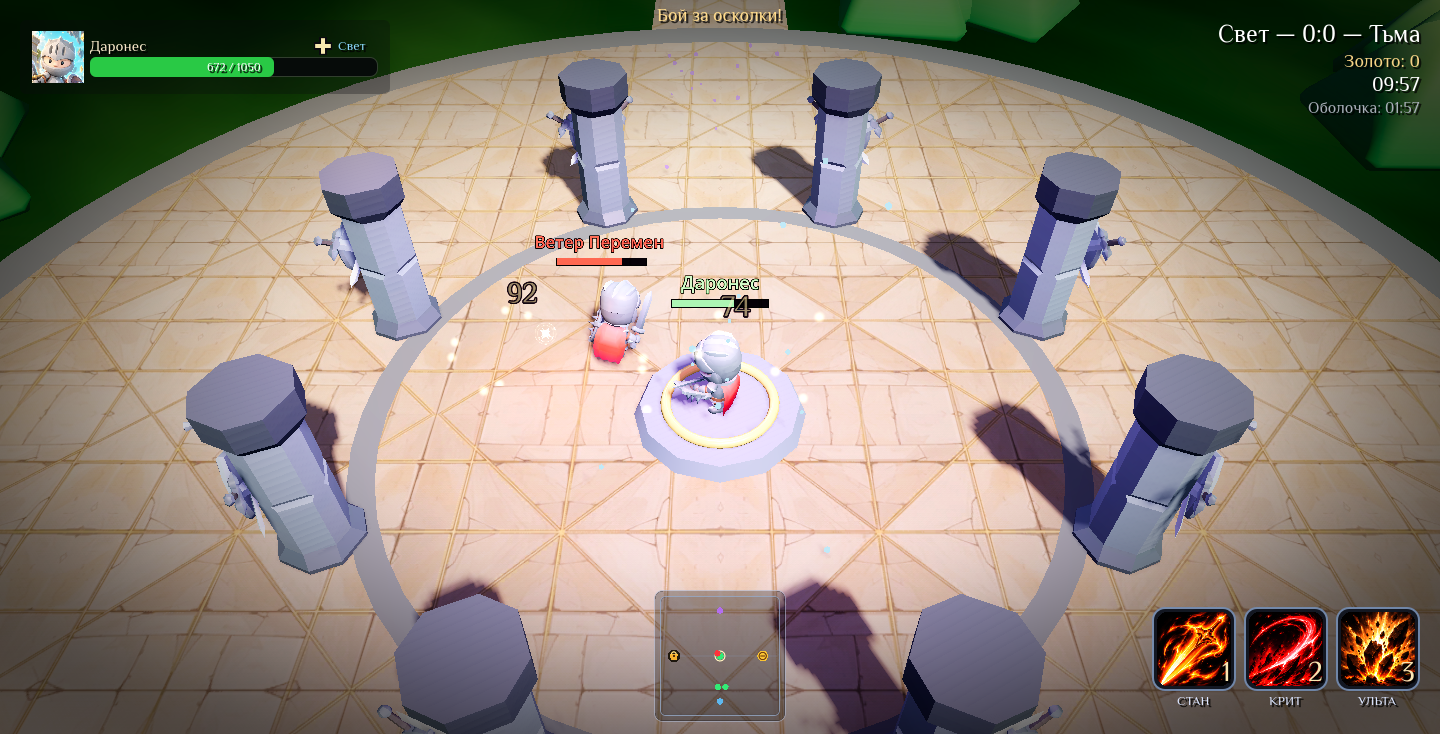 Бой за осколки!
Даронес
Свет
672 / 1050
Свет — 0:0 — Тьма
Золото: 0
09:57
Оболочка: 01:57
Ветер Перемен
92
Даронес
74
1
2
3
СТАН
КРИТ
УЛЬТА